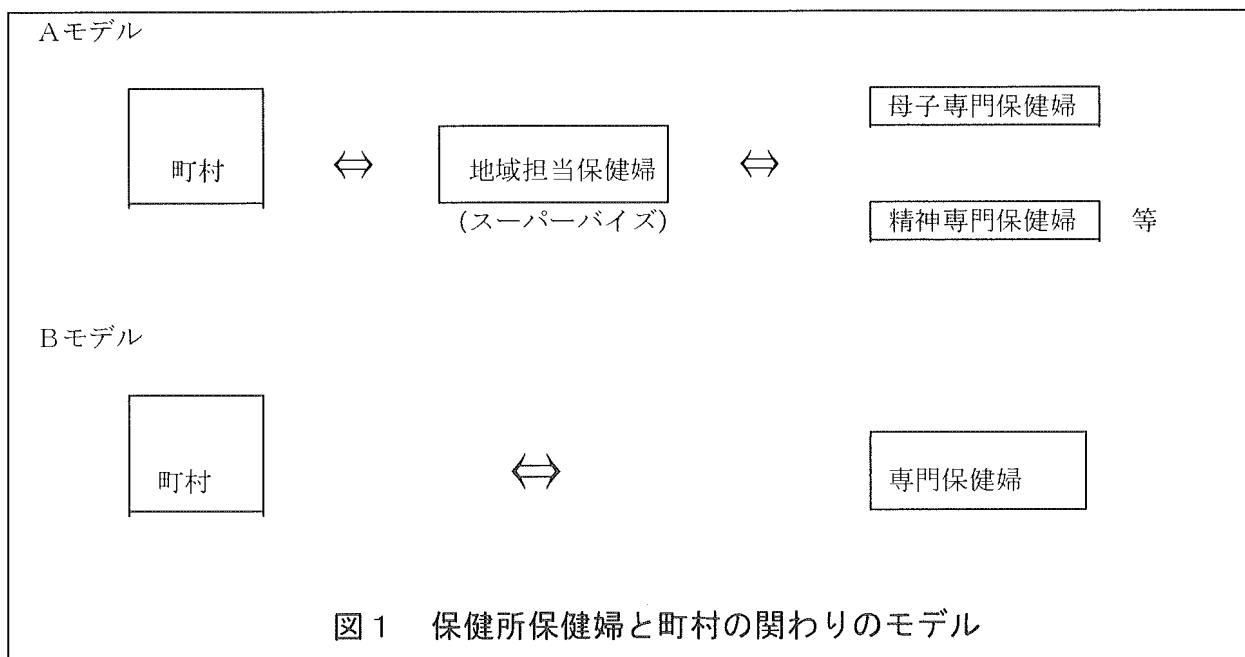 Aモデル
母子専門保健婦
町村 ⇔ 地域担当保健婦 ⇔
(スーパーバイズ) 精神専門保健婦 等
Bモデル
町村 ⇔ 専門保健婦
図1 保健所保健婦と町村の関わりのモデル